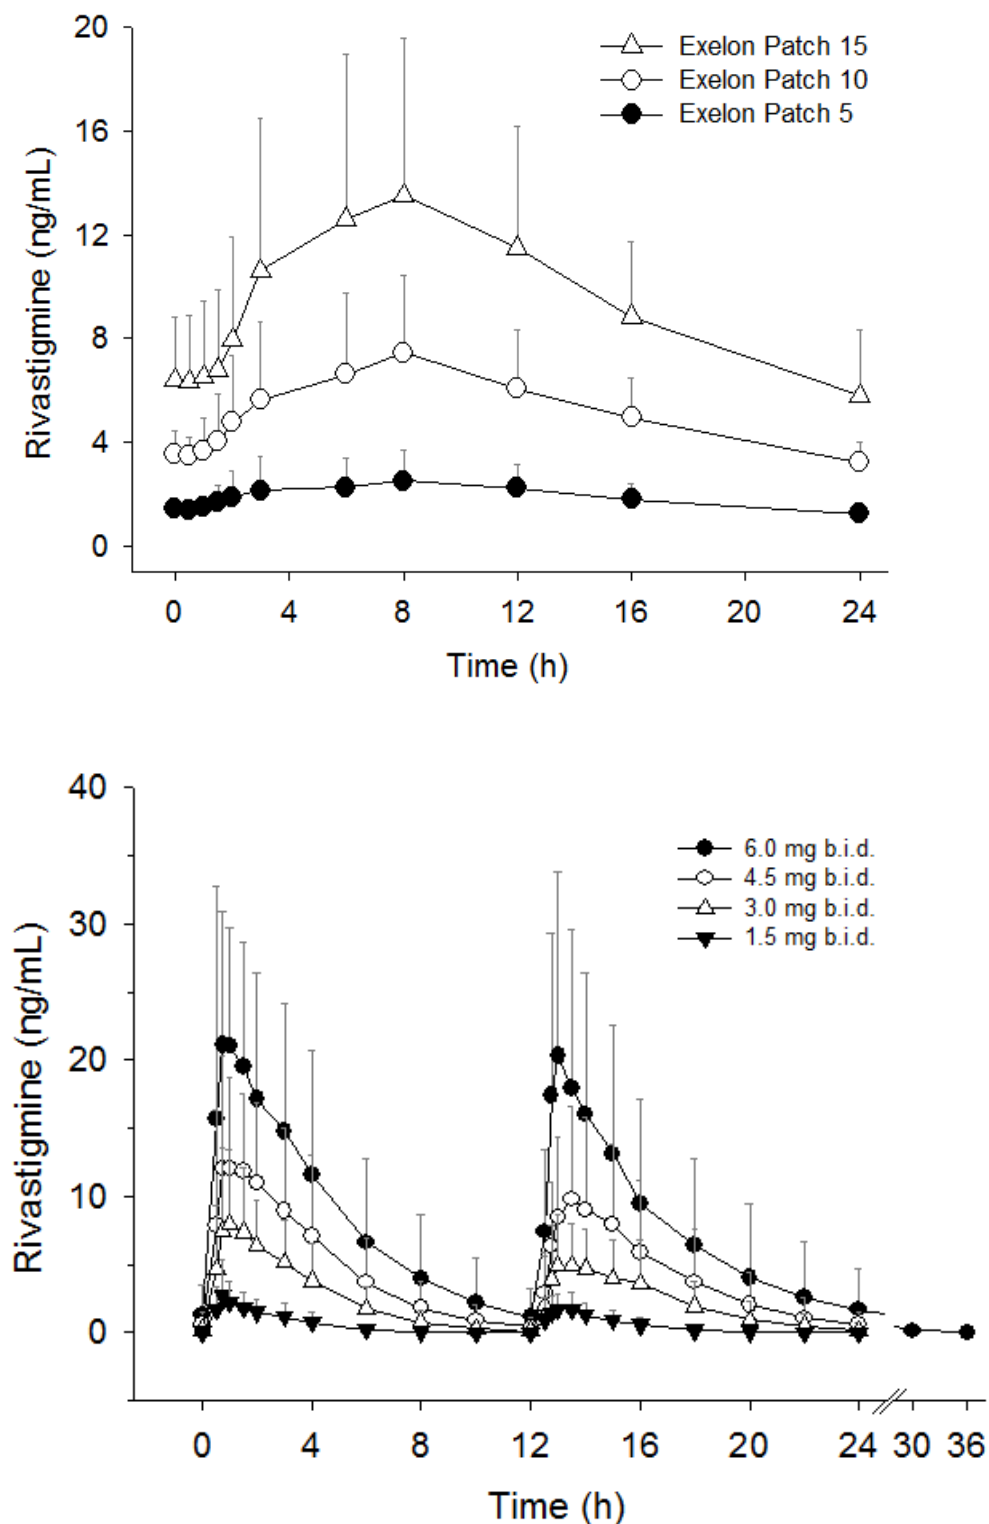 20
16
12
8
4
0
Rivastigmine (ng/mL)
Exelon Patch 15
Exelon Patch 10
Exelon Patch 5
0 4 8 12 16 20 24
Time (h)
40
30
20
10
0
Rivastigmine (ng/mL)
6.0 mg b.i.d.
4.5 mg b.i.d.
3.0 mg b.i.d.
1.5 mg b.i.d.
0 4 8 12 16 20 24 30 36
Time (h)